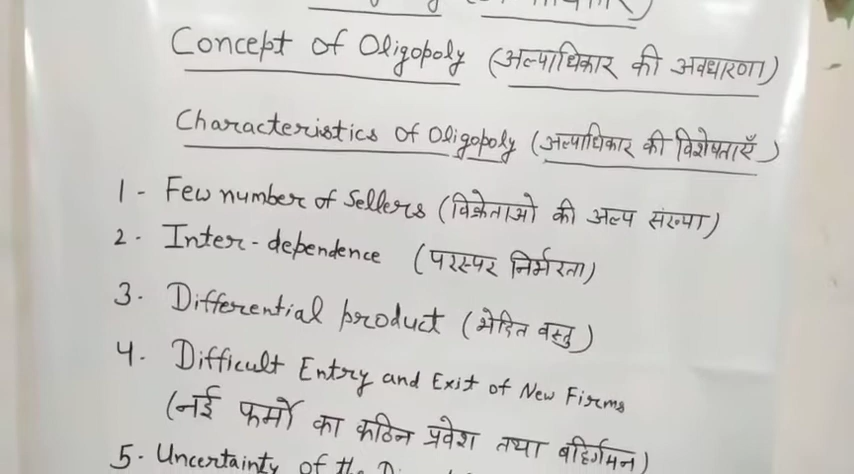 Concept of Oligopoly (अल्पाधिकार की अवधारणा)
Characteristics of Oligopoly (अल्पाधिकार की विशेषताएँ)
1 - Few number of Sellers (विक्रेताओ की अल्प संख्या)
2. Inter-dependence (परस्पर निर्भरता)
3. Differential product (भेदित वस्तु)
4. Difficult Entry and Exit of New Firms
(नई फर्मो का कठिन प्रवेश तथा बहिर्गमन)
5. Uncertainty of the